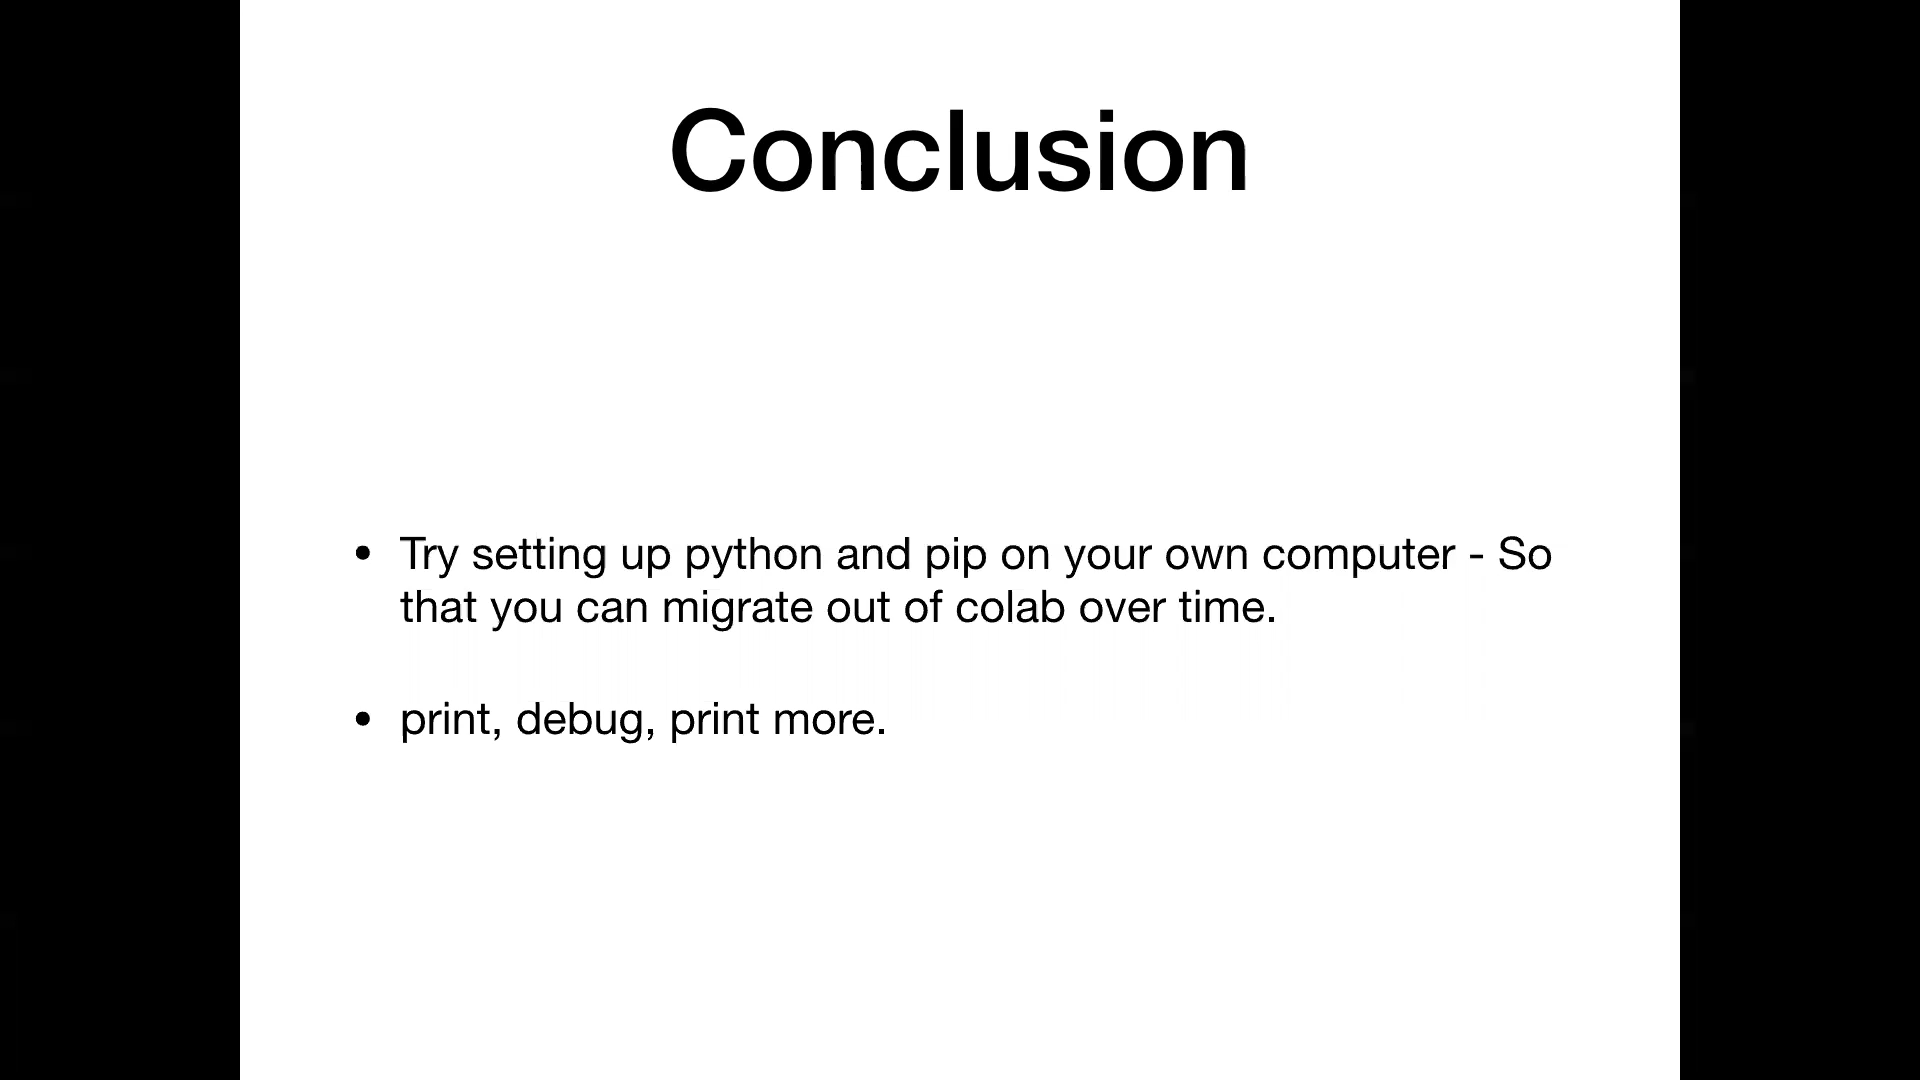 Conclusion
• Try setting up python and pip on your own computer - So
that you can migrate out of colab over time.
• print, debug, print more.